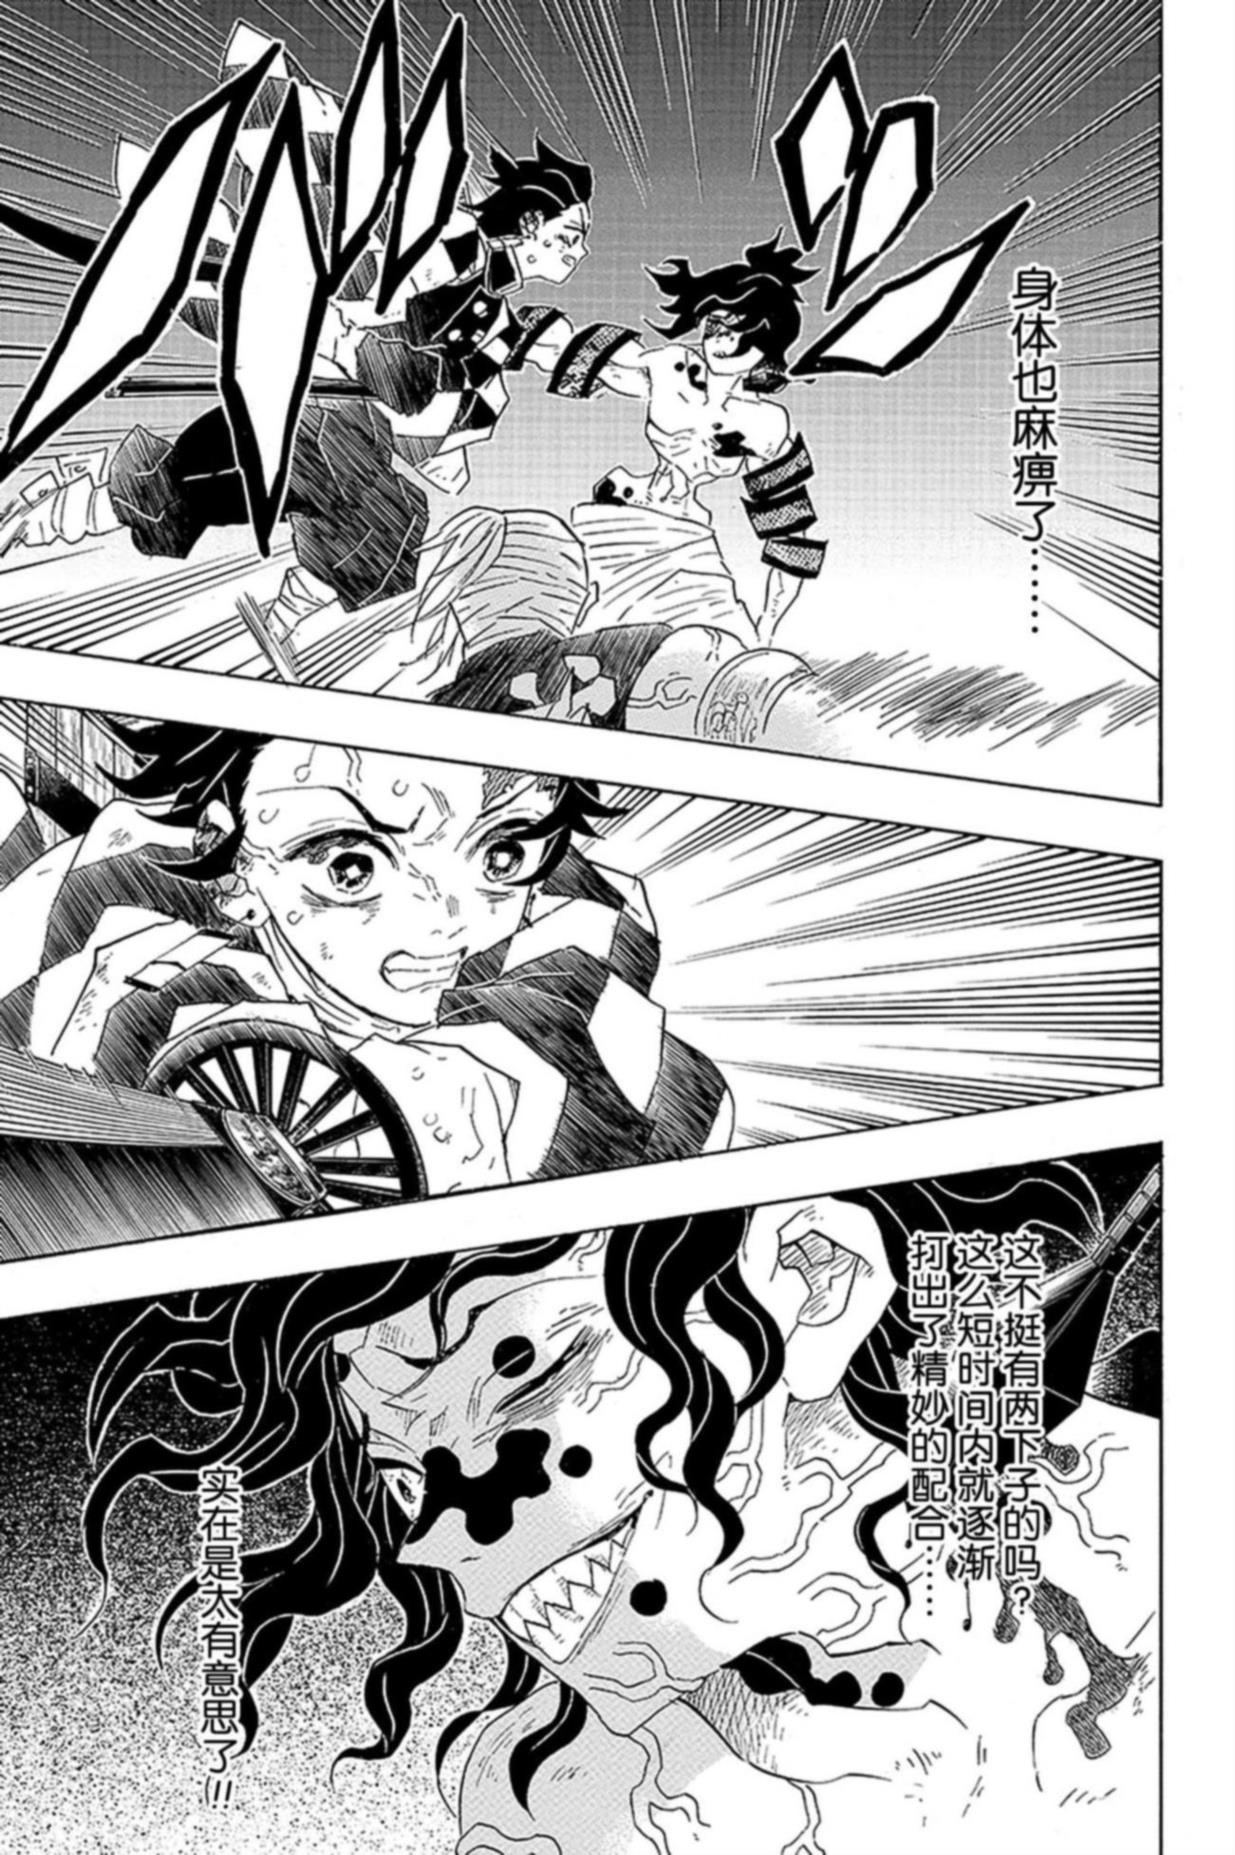 身体也麻痹了……
这不挺有两下子的吗？
这么短时间内就逐渐
打出了精妙的配合……
实在是太有意思了!!